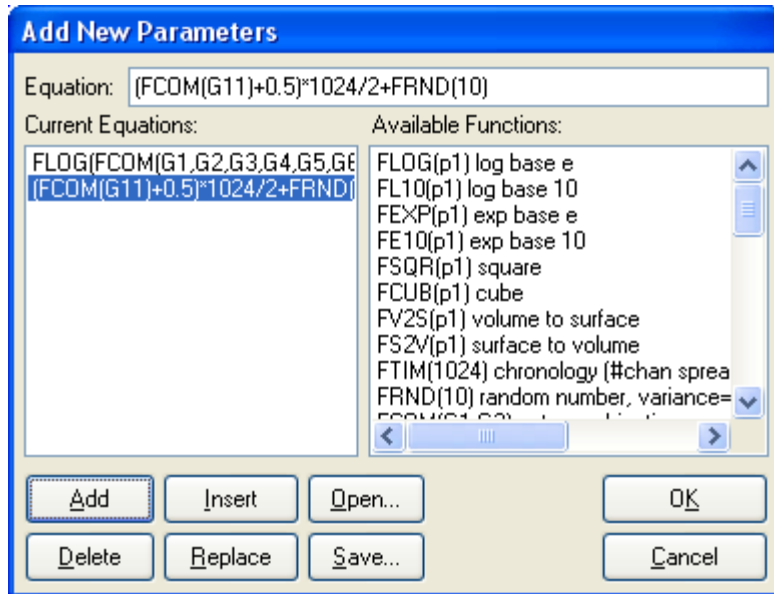 Add New Parameters
Equation: (FCOM(G11)+0.5)*1024/2+FRND(10)
Current Equations:
FLOG(FCOM(G1,G2,G3,G4,G5,G6
(FCOM(G11)+0.5)*1024/2+FRND(
Available Functions:
FLOG(p1) log base e
FL10(p1) log base 10
FEXP(p1) exp base e
FE10(p1) exp base 10
FSQR(p1) square
FCUB(p1) cube
FV2S(p1) volume to surface
FS2V(p1) surface to volume
FTIM(1024) chronology (#chan sprea
FRND(10) random number, variance=
Add Insert Open... OK
Delete Replace Save... Cancel